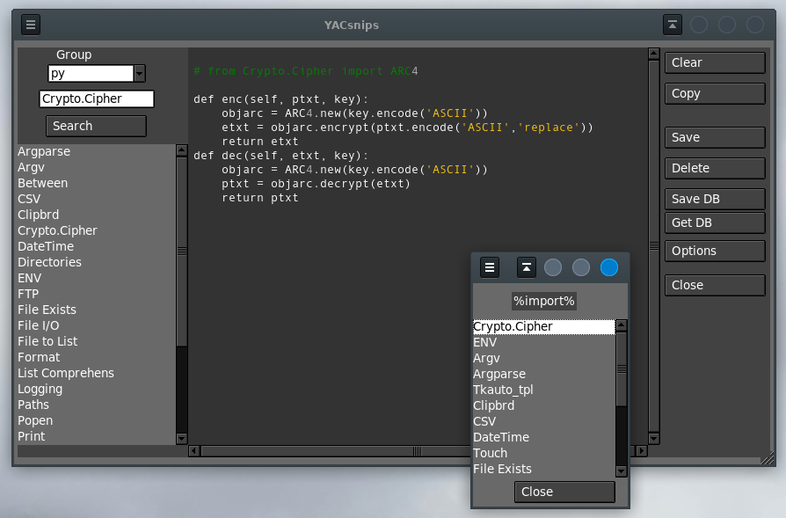 YACsnips
Group
py
Crypto.Cipher
Search
Argparse
Argv
Between
CSV
Clipbrd
Crypto.Cipher
DateTime
Directories
ENV
FTP
File Exists
File I/O
File to List
Format
List Comprehens
Logging
Paths
Popen
Print
# from Crypto.Cipher import ARC4
def enc(self, ptxt, key):
    objarc = ARC4.new(key.encode('ASCII'))
    etxt = objarc.encrypt(ptxt.encode('ASCII','replace'))
    return etxt
def dec(self, etxt, key):
    objarc = ARC4.new(key.encode('ASCII'))
    ptxt = objarc.decrypt(etxt)
    return ptxt
Clear
Copy
Save
Delete
Save DB
Get DB
Options
Close
%import%
Crypto.Cipher
ENV
Argv
Argparse
Tkauto_tpl
Clipbrd
CSV
DateTime
Touch
File Exists
Close